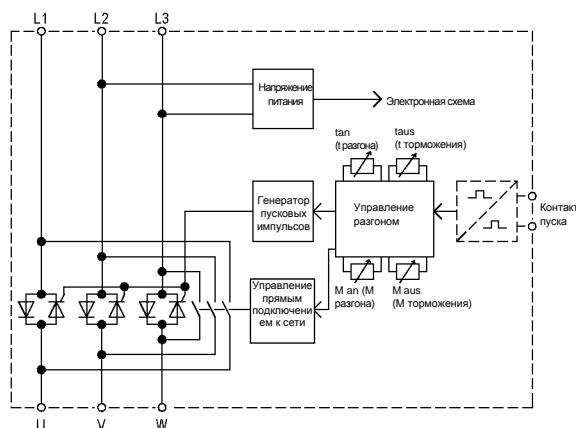 L1 L2 L3
Напряжение
питания
Электронная схема
tan
(t разгона)
taus
(t торможения)
Генератор
пусковых
импульсов
Управление
разгоном
Контакт
пуска
Управление
прямым
подключени
ем к сети
M an (M
разгона)
M aus
(M торможения)
U V W